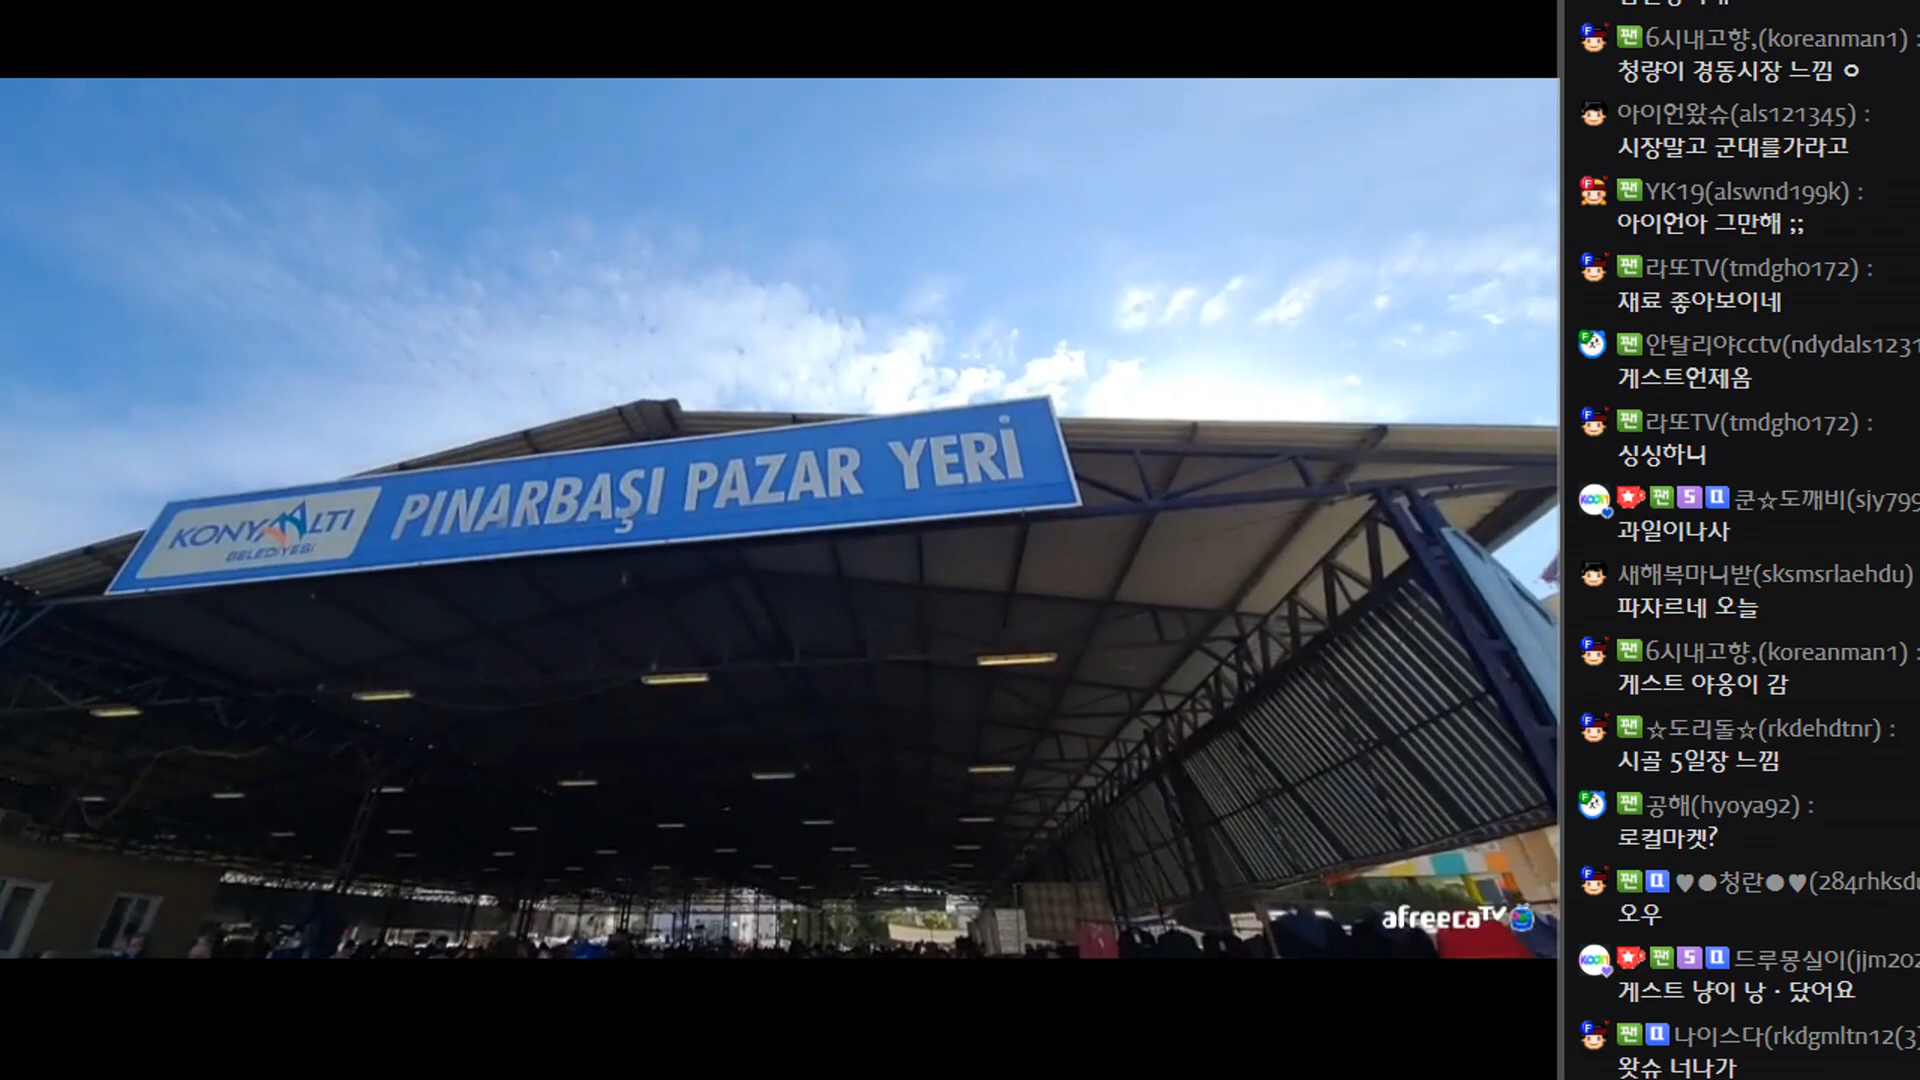 KONYAALTI
BELEDİYESİ
PINARBAŞI PAZAR YERİ
afreecaTV
팬 6시내고향,(koreanman1) :
청량이 경동시장 느낌 ㅇ
아이언왔슈(als121345) :
시장말고 군대를가라고
팬 YK19(alswnd199k) :
아이언아 그만해 ;;
팬 라또TV(tmdgh0172) :
재료 좋아보이네
팬 안탈리야cctv(ndydals1231
게스트언제옴
팬 라또TV(tmdgh0172) :
싱싱하니
팬 S 쿤☆도깨비(sjy799
과일이나사
새해복마니받(sksmsrlaehdu)
파자르네 오늘
팬 6시내고향,(koreanman1) :
게스트 야옹이 감
팬 ☆도리돌☆(rkdehdtnr) :
시골 5일장 느낌
팬 공해(hyoya92) :
로컬마켓?
팬 ♥●청란●♥(284rhksdu
오우
팬 S 드루몽실이(jjm202
게스트 냥이 낭·닸어요
팬 나이스다(rkdgmltn12(3)
왓슈 너나가